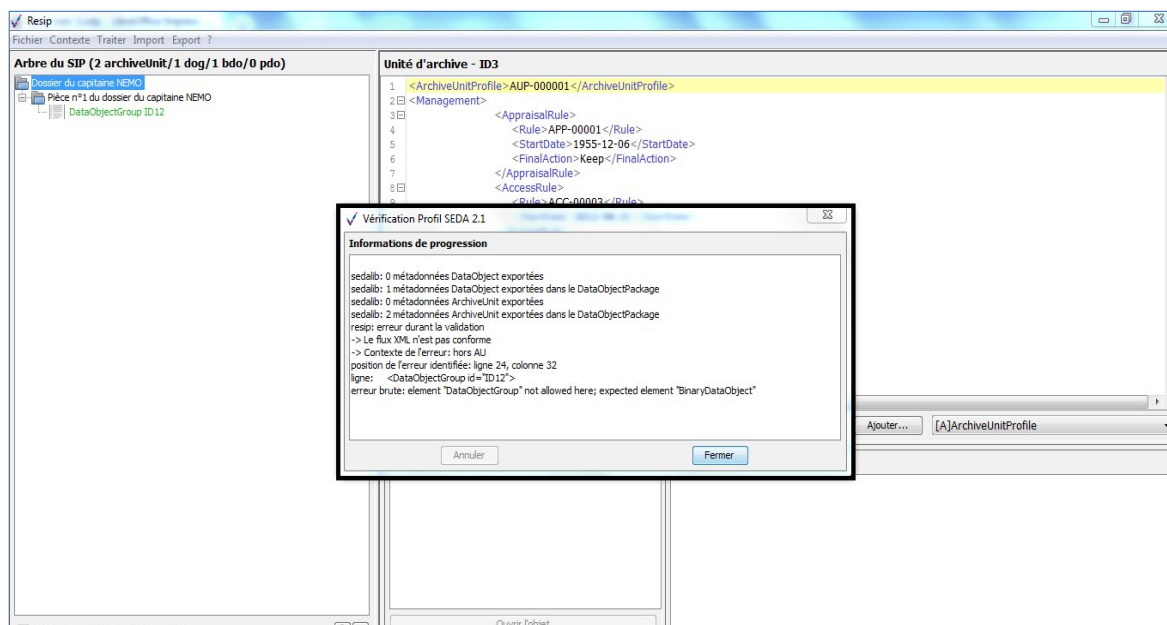 Resip
Fichier Contexte Traiter Import Export ?
Arbre du SIP (2 archiveUnit/1 dog/1 bdo/0 pdo)
Dossier du capitaine NEMO
Pièce n°1 du dossier du capitaine NEMO
DataObjectGroup ID12
Unité d'archive - ID3
1 <ArchiveUnitProfile>AUP-000001</ArchiveUnitProfile>
2 <Management>
3 <AppraisalRule>
4 <Rule>APP-00001</Rule>
5 <StartDate>1955-12-06</StartDate>
6 <FinalAction>Keep</FinalAction>
7 </AppraisalRule>
8 <AccessRule>
9 <Rule>ACC-00003</Rule>
Vérification Profil SEDA 2.1
Informations de progression
sedalib: 0 métadonnées DataObject exportées
sedalib: 1 métadonnées DataObject exportées dans le DataObjectPackage
sedalib: 0 métadonnées ArchiveUnit exportées
sedalib: 2 métadonnées ArchiveUnit exportées dans le DataObjectPackage
resip: erreur durant la validation
-> Le flux XML n'est pas conforme
-> Contexte de l'erreur: hors AU
position de l'erreur identifiée: ligne 24, colonne 32
ligne: <DataObjectGroup id="ID12">
erreur brute: element "DataObjectGroup" not allowed here; expected element "BinaryDataObject"
Annuler
Fermer
Ajouter...
[A]ArchiveUnitProfile
Ouvrir l'objet